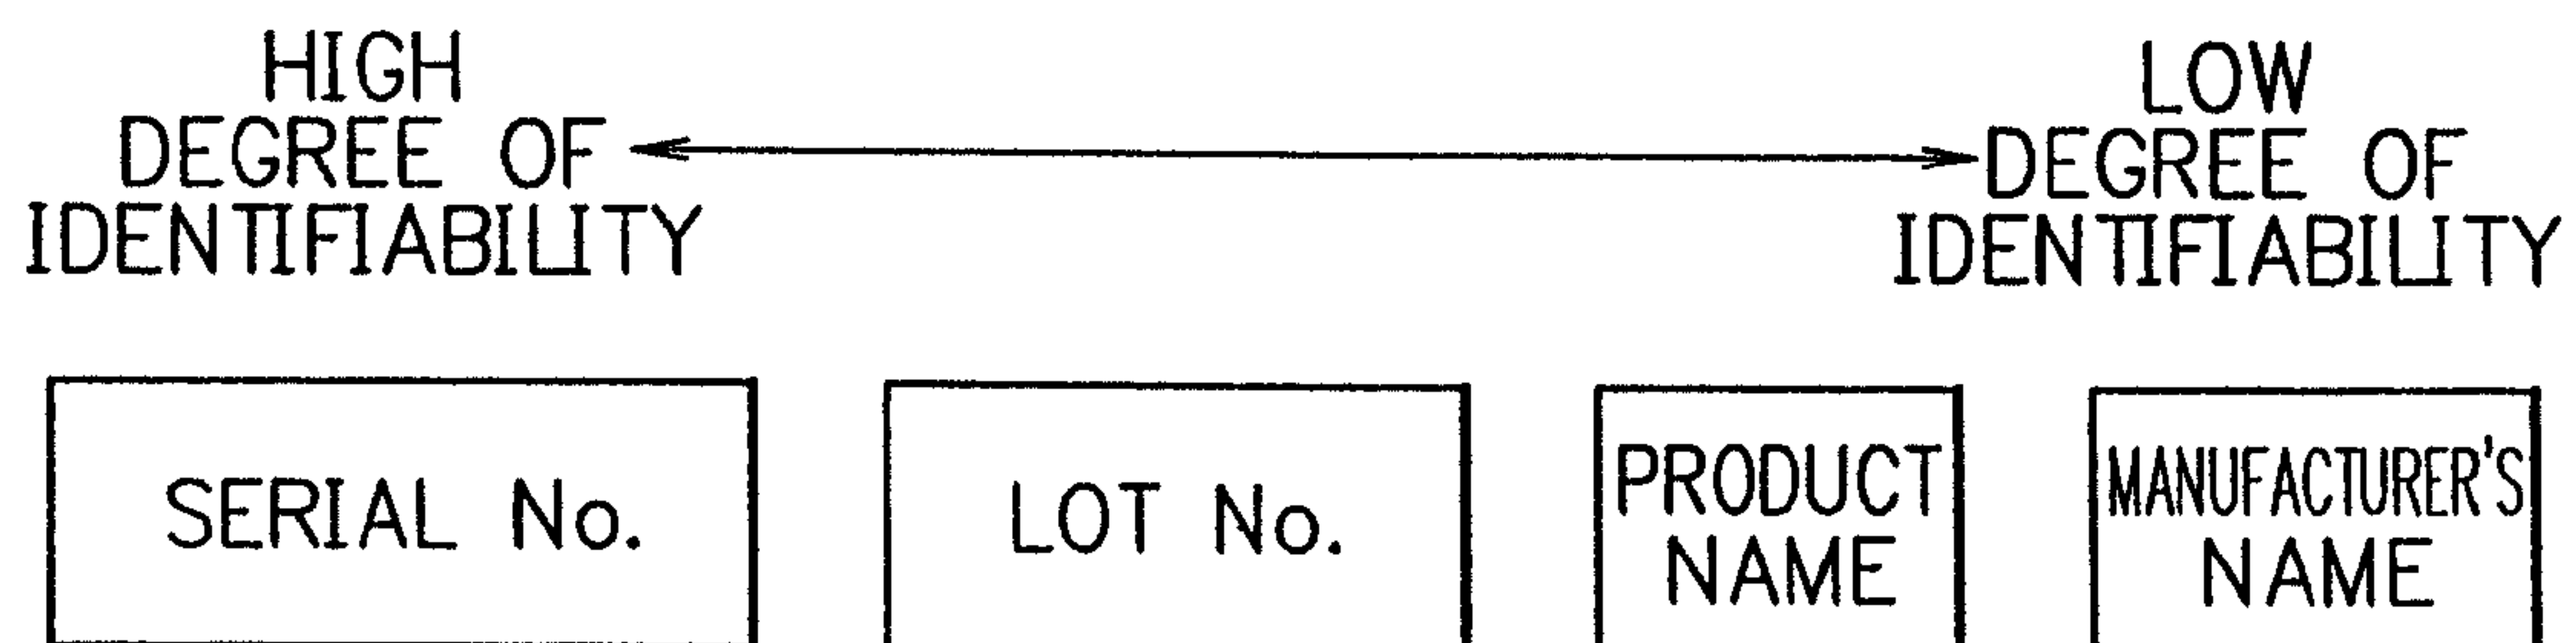 HIGH
DEGREE OF
IDENTIFIABILITY
LOW
DEGREE OF
IDENTIFIABILITY
SERIAL No.
LOT No.
PRODUCT
NAME
MANUFACTURER'S
NAME